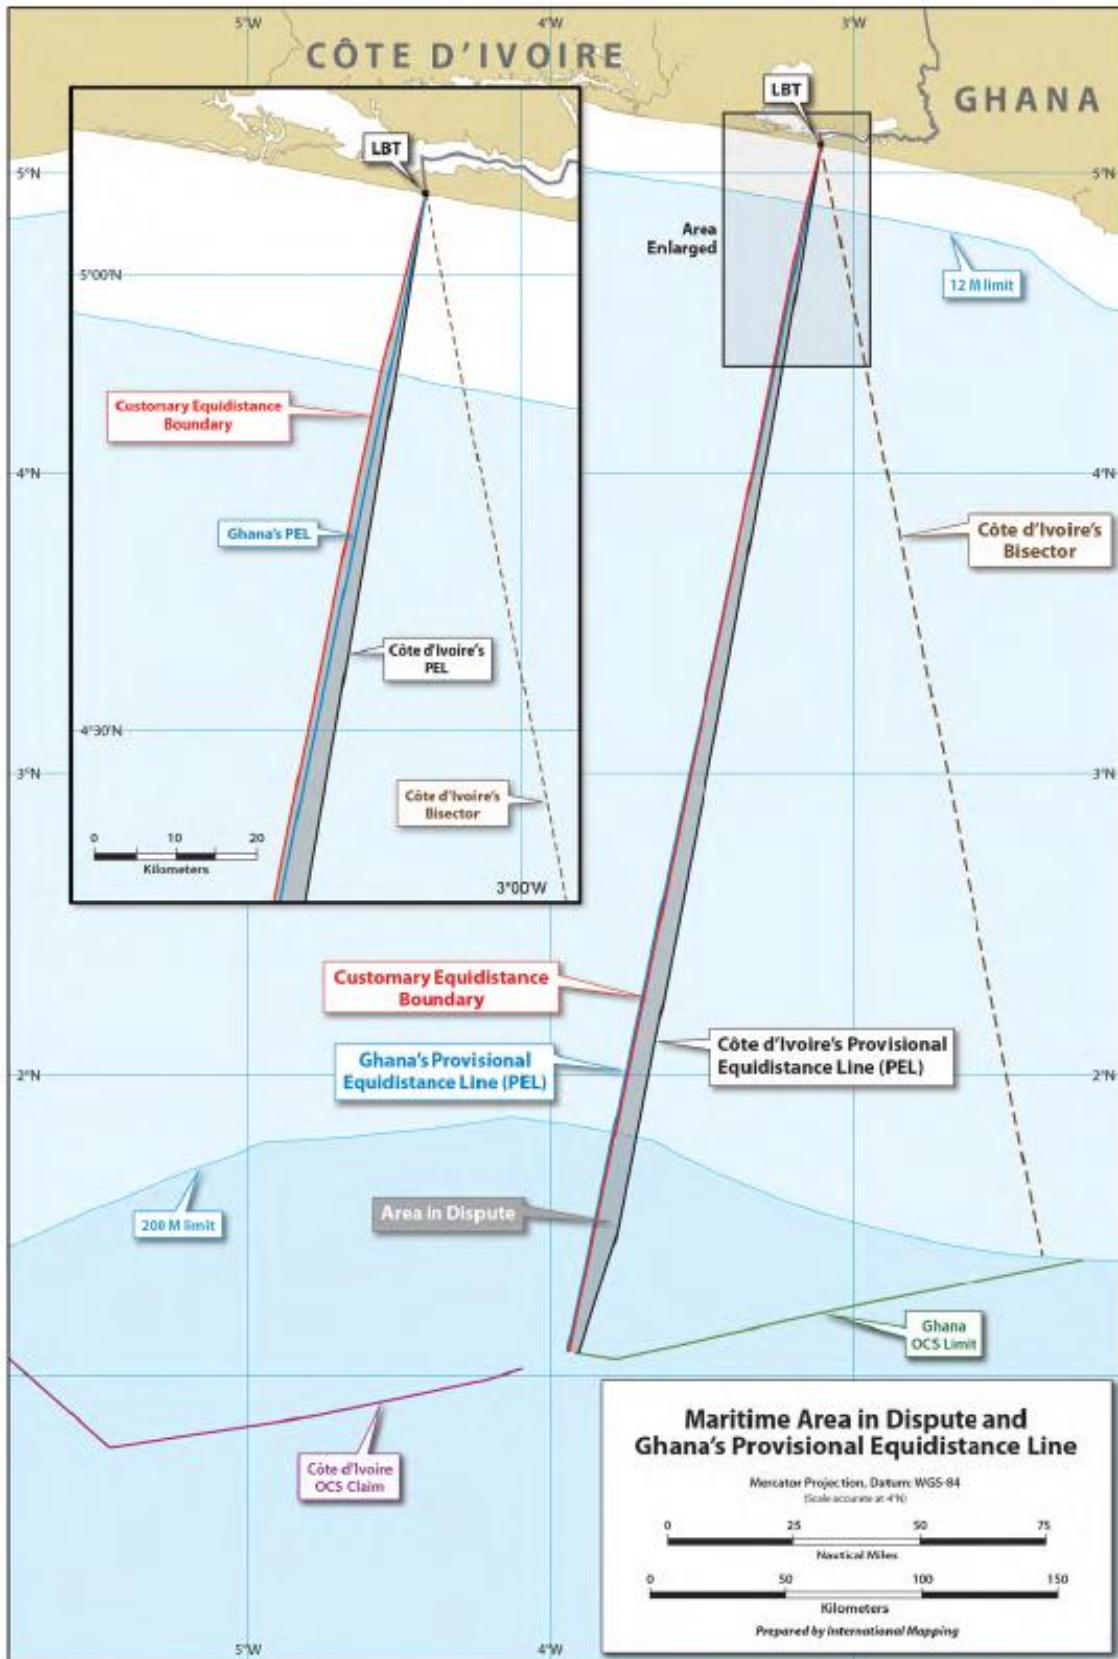 5°W
4°W
3°W
CÔTE D'IVOIRE
GHANA
LBT
LBT
5°N
5°N
Area
Enlarged
12 M limit
5°00'N
Customary Equidistance
Boundary
Ghana's PEL
Côte d'Ivoire's
PEL
4°30'N
Côte d'Ivoire's
Bisector
0 10 20
Kilometers
3°00'W
4°N
4°N
Côte d'Ivoire's
Bisector
3°N
3°N
Customary Equidistance
Boundary
Ghana's Provisional
Equidistance Line (PEL)
Côte d'Ivoire's Provisional
Equidistance Line (PEL)
2°N
2°N
200 M limit
Area in Dispute
Ghana
OCS Limit
Côte d'Ivoire
OCS Claim
Maritime Area in Dispute and
Ghana's Provisional Equidistance Line
Mercator Projection, Datum: WGS-84
(Scale accurate at 4°N)
0 25 50 75
Nautical Miles
0 50 100 150
Kilometers
Prepared by International Mapping
5°W
4°W